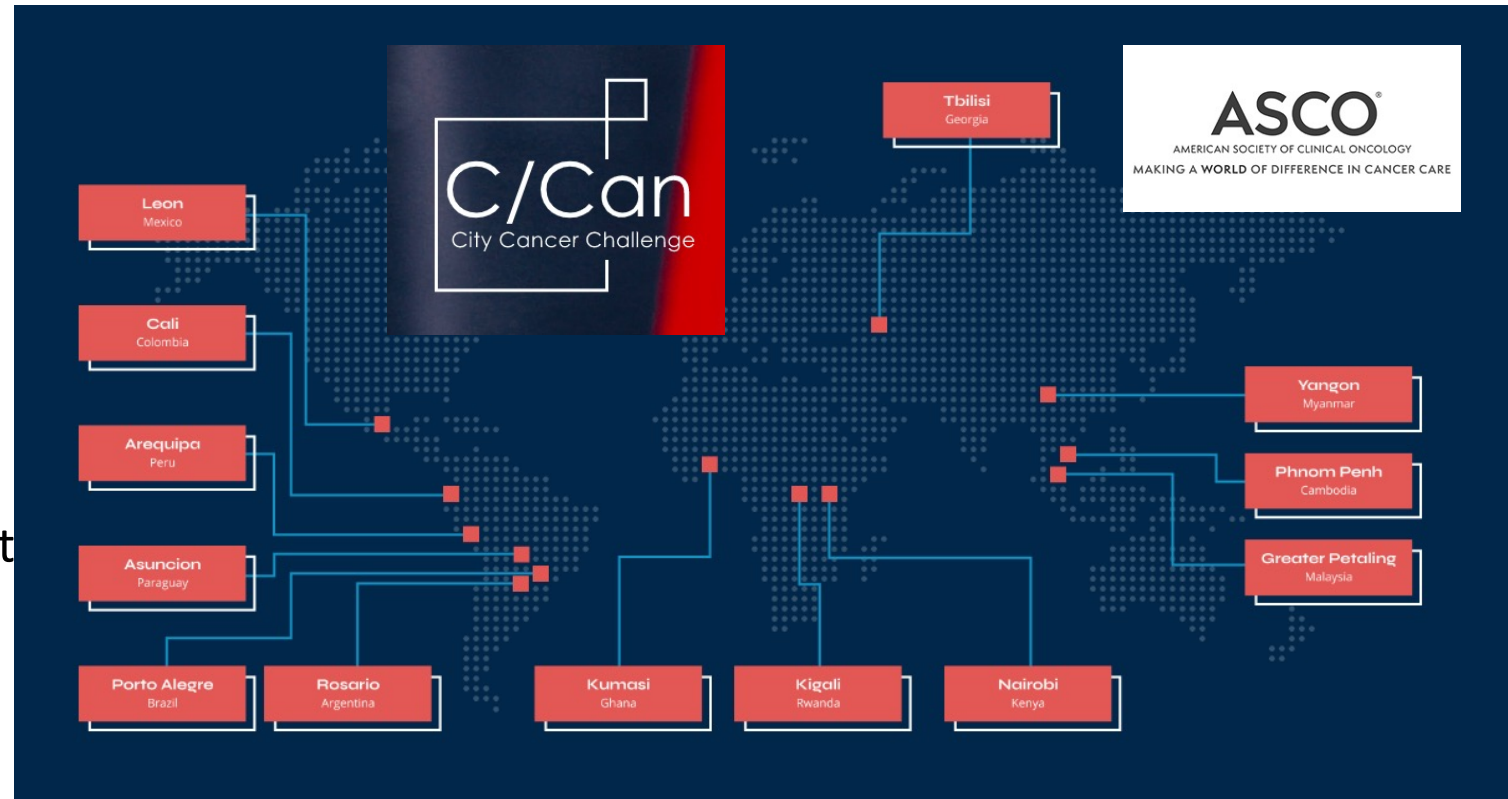 C/Can
City Cancer Challenge
ASCO®
AMERICAN SOCIETY OF CLINICAL ONCOLOGY
MAKING A WORLD OF DIFFERENCE IN CANCER CARE
Tbilisi
Georgia
Leon
Mexico
Cali
Colombia
Arequipa
Peru
Asuncion
Paraguay
Porto Alegre
Brazil
Rosario
Argentina
Kumasi
Ghana
Kigali
Rwanda
Nairobi
Kenya
Yangon
Myanmar
Phnom Penh
Cambodia
Greater Petaling
Malaysia
t